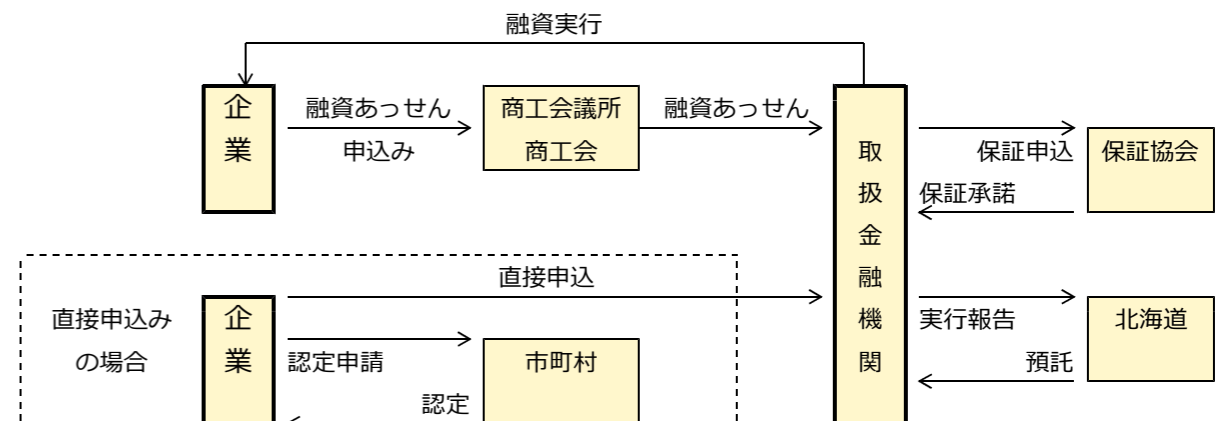 融資実行
企業
融資あっせん
申込み
商工会議所
商工会
融資あっせん
取扱金融機関
保証申込
保証協会
保証承諾
直接申込
直接申込み
の場合
企業
認定申請
市町村
認定
実行報告
北海道
預託